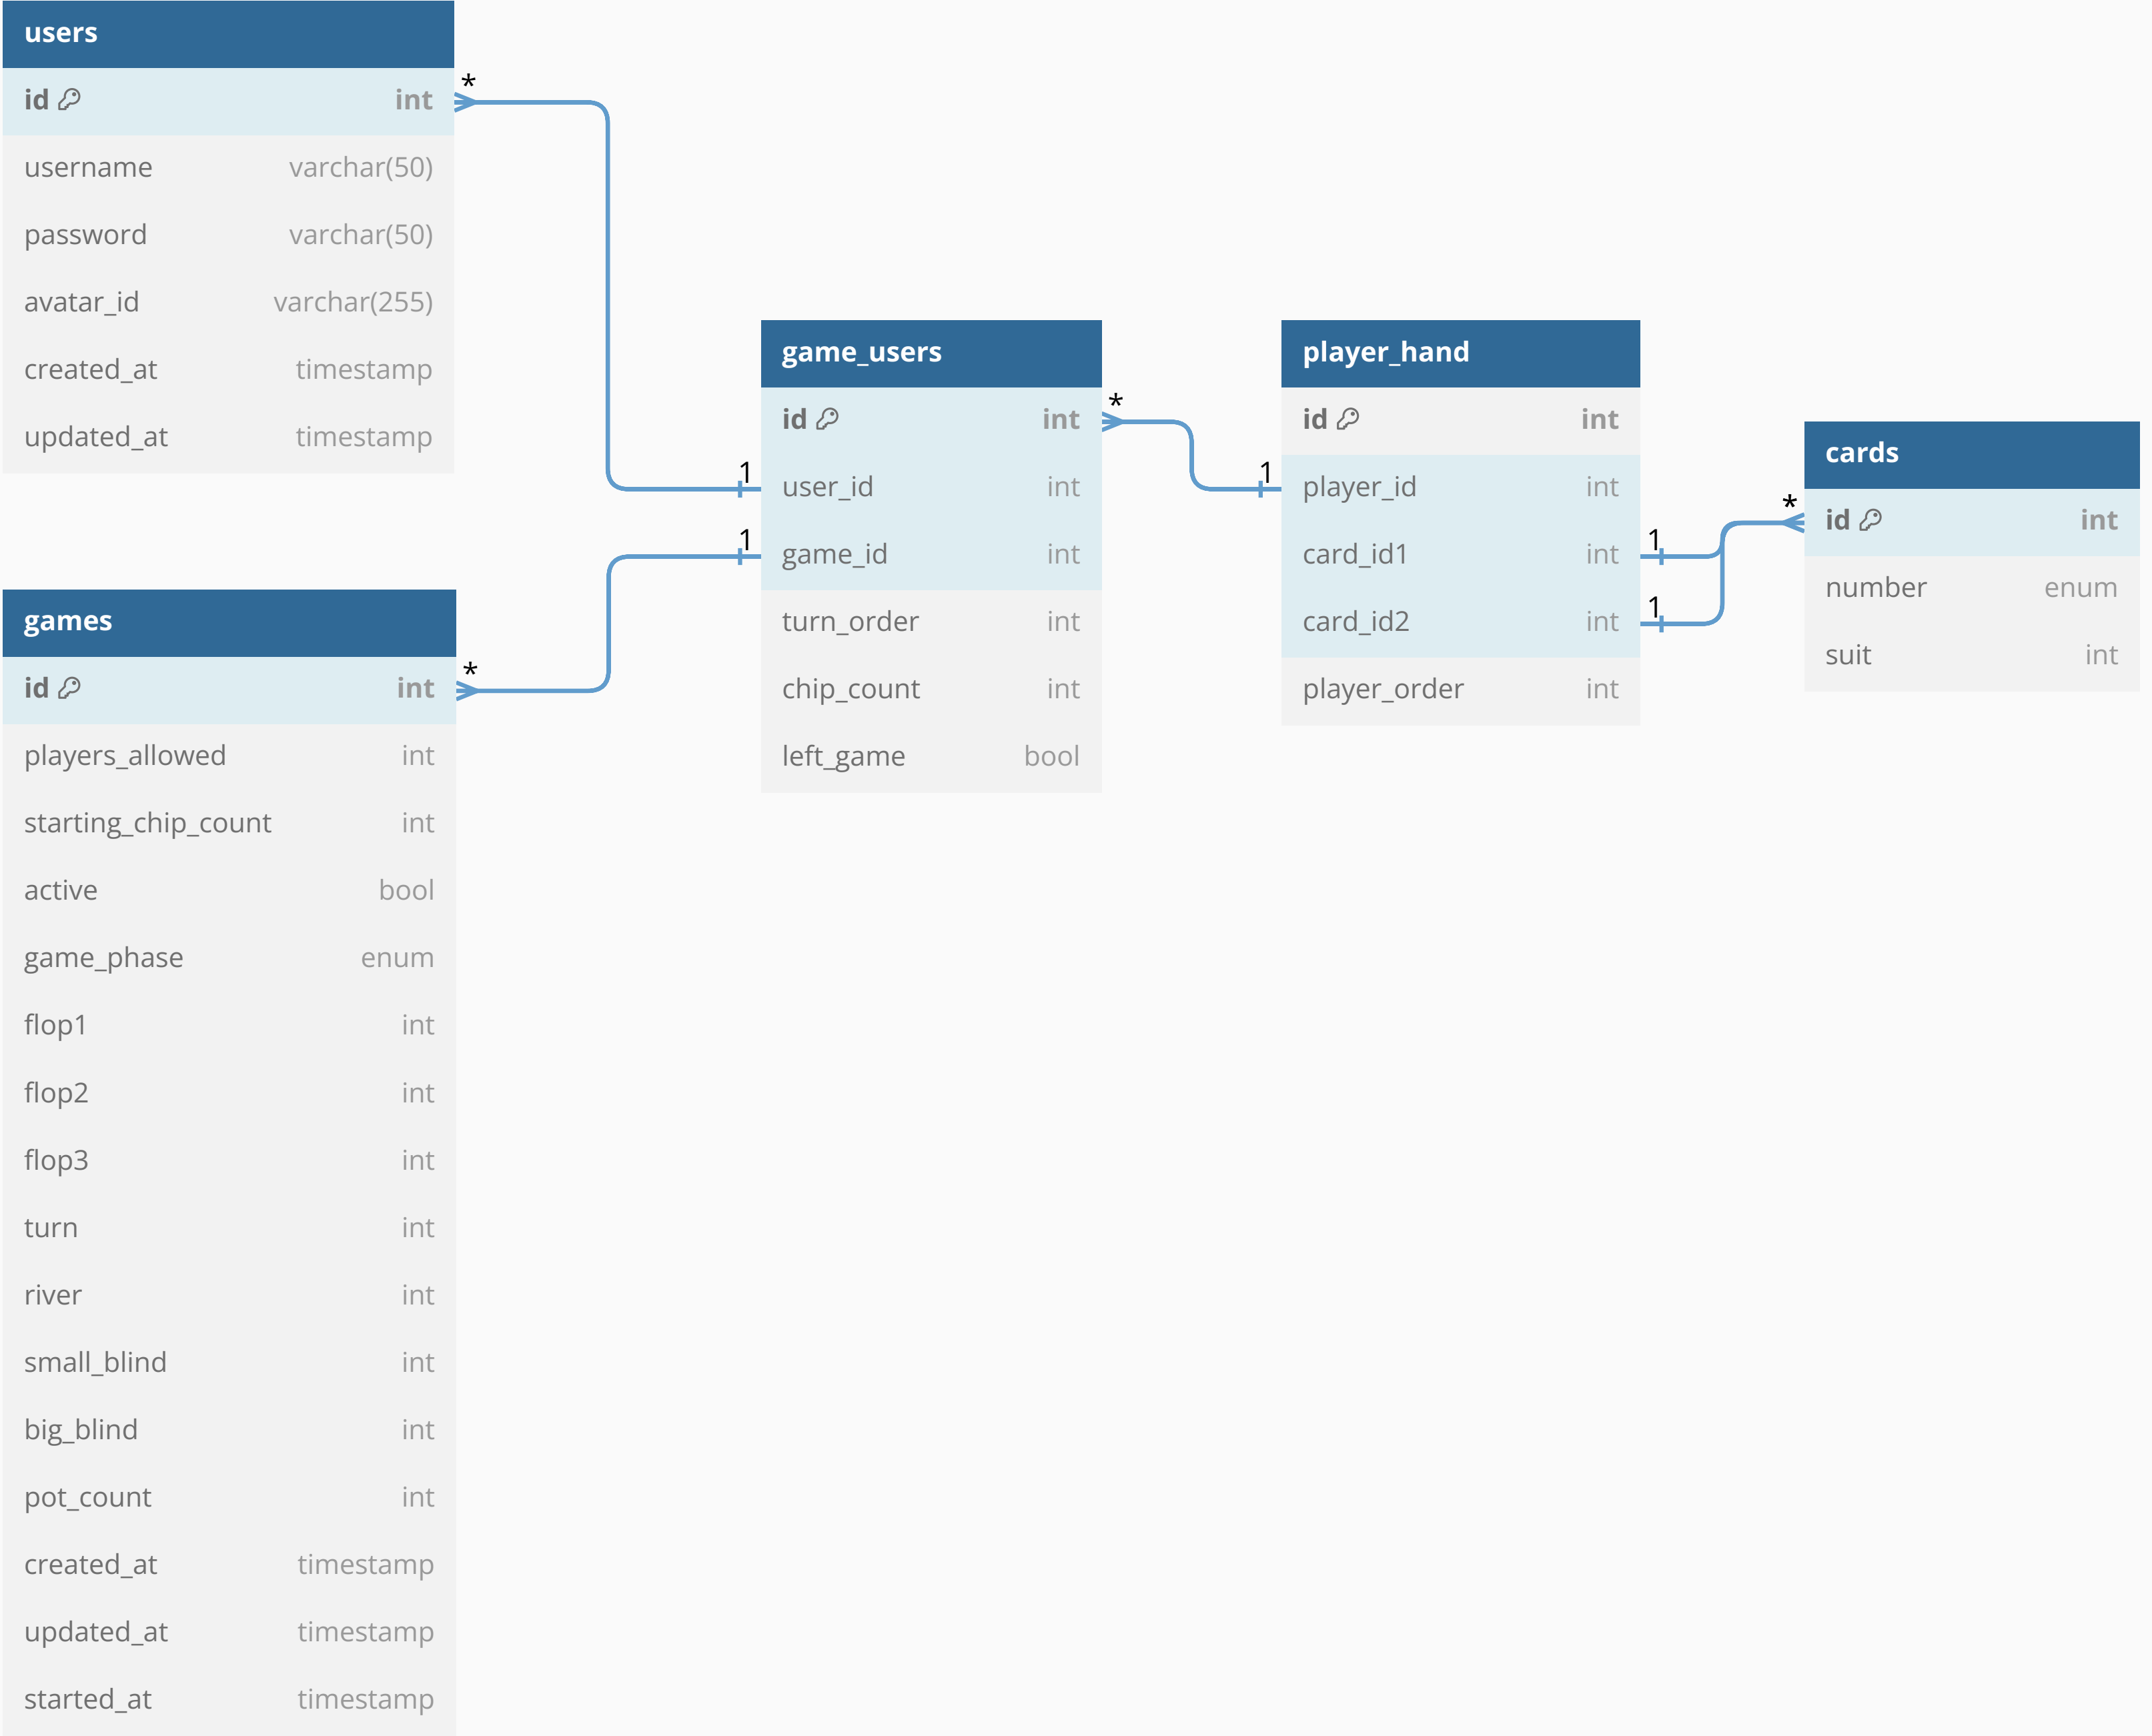 users
id int
username varchar(50)
password varchar(50)
avatar_id varchar(255)
created_at timestamp
updated_at timestamp
*
1
1
*
games
id int
players_allowed int
starting_chip_count int
active bool
game_phase enum
flop1 int
flop2 int
flop3 int
turn int
river int
small_blind int
big_blind int
pot_count int
created_at timestamp
updated_at timestamp
started_at timestamp
game_users
id int
user_id int
game_id int
turn_order int
chip_count int
left_game bool
*
1
player_hand
id int
player_id int
card_id1 int
card_id2 int
player_order int
1
1
*
cards
id int
number enum
suit int